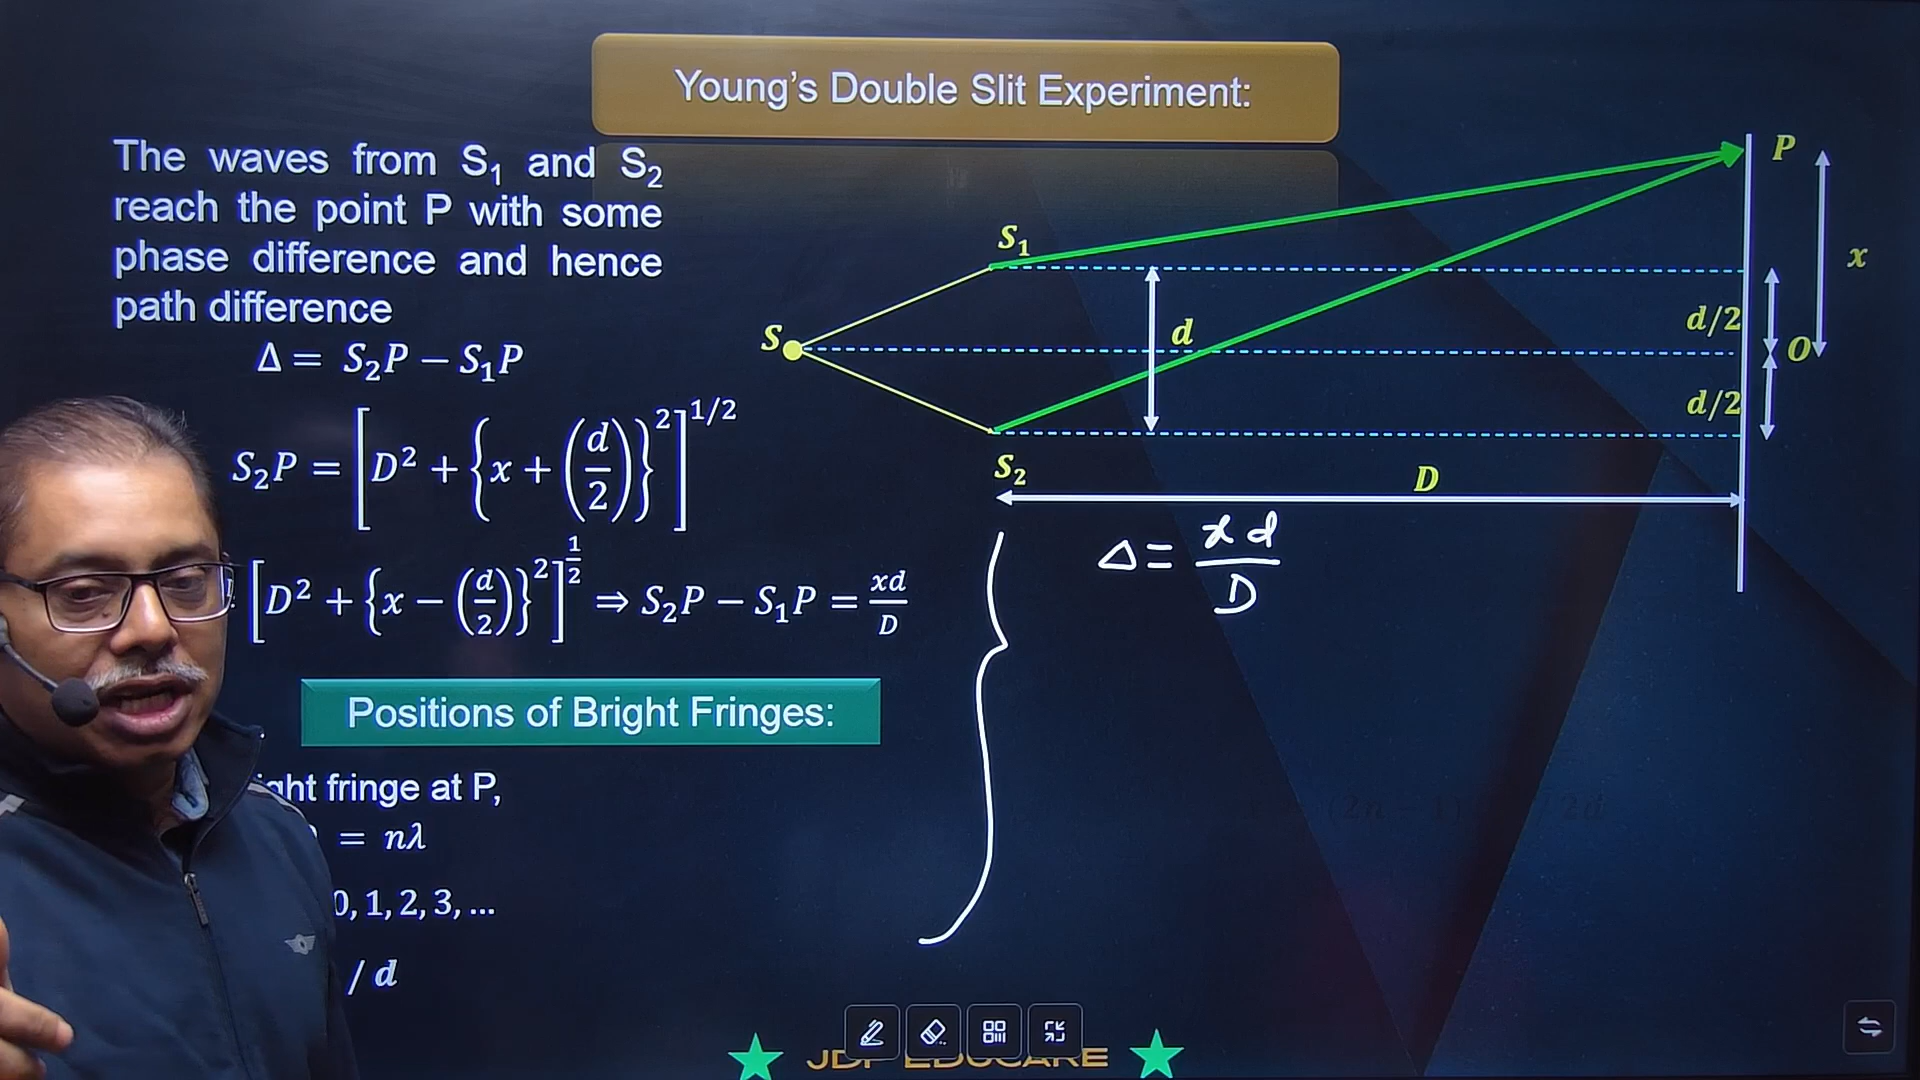 Young's Double Slit Experiment:
The waves from S₁ and S₂
reach the point P with some
phase difference and hence
path difference
Δ = S₂P − S₁P
S₂P = [D² + {x + (d/2)}²]^{1/2}
[D² + {x − (d/2)}²]^{1/2} ⇒ S₂P − S₁P = xd/D
Positions of Bright Fringes:
fringe at P,
= nλ
0, 1, 2, 3, ...
/ d
P
x
S₁
d/2
S
d
O
d/2
S₂
D
Δ = xd/D
JDP EDUCARE